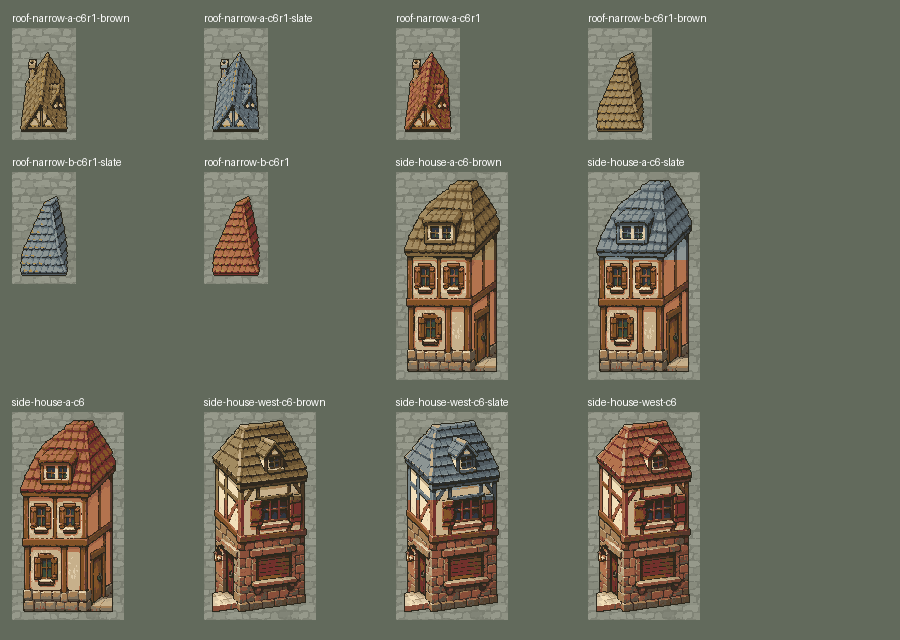 roof-narrow-a-c6r1-brown
roof-narrow-a-c6r1-slate
roof-narrow-a-c6r1
roof-narrow-b-c6r1-brown
roof-narrow-b-c6r1-slate
roof-narrow-b-c6r1
side-house-a-c6-brown
side-house-a-c6-slate
side-house-a-c6
side-house-west-c6-brown
side-house-west-c6-slate
side-house-west-c6